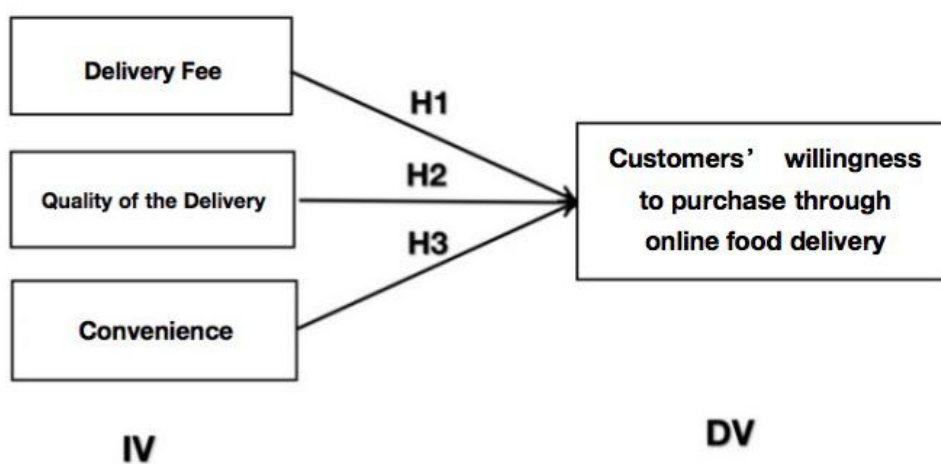 Delivery Fee
H1
Quality of the Delivery
H2
Convenience
H3
Customers’ willingness
to purchase through
online food delivery
IV
DV